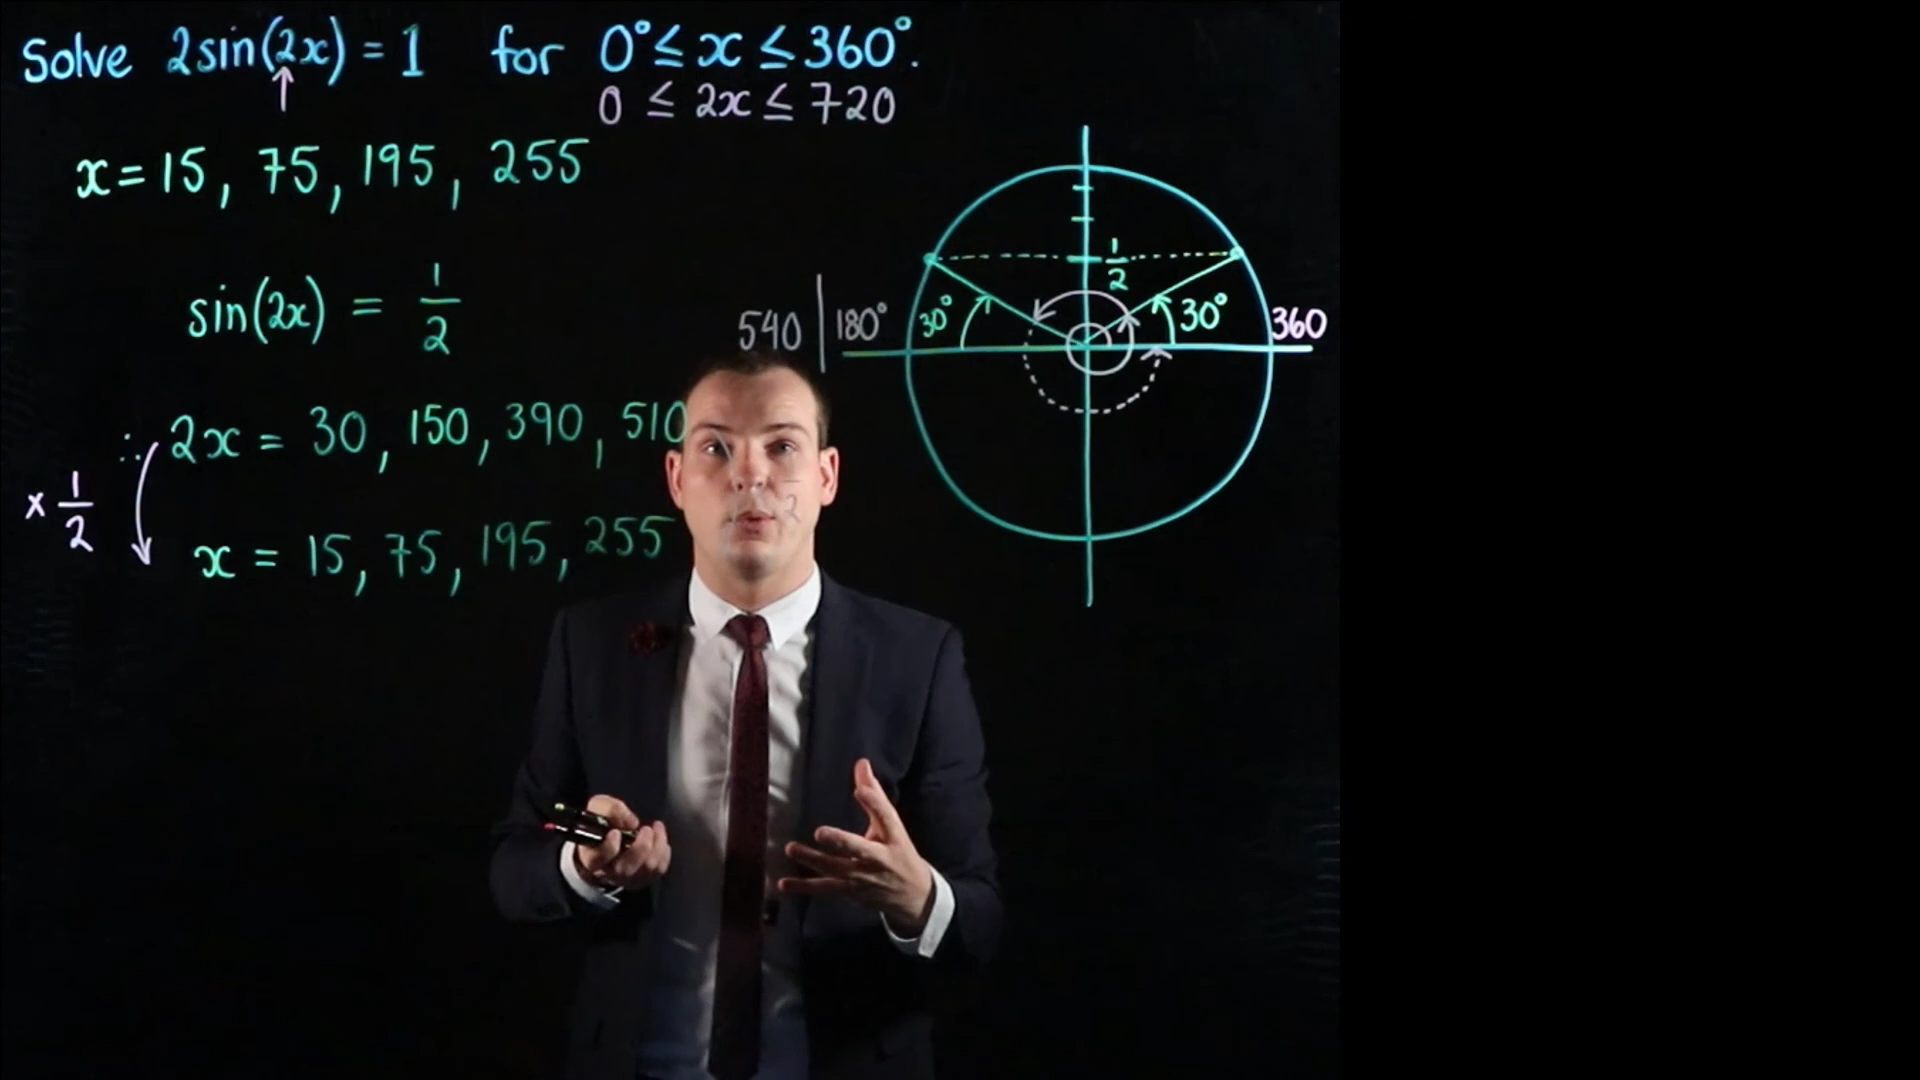 Solve 2sin(2x) = 1 for 0° ≤ x ≤ 360°.
↑ 0 ≤ 2x ≤ 720
x = 15, 75, 195, 255
sin(2x) = 1/2
∴ 2x = 30, 150, 390, 510
× 1/2
x = 15, 75, 195, 255
1/2
540 | 180° 30° 30° 360